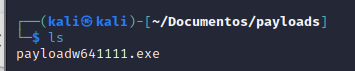 ┌──(kali㉿kali)-[~/Documentos/payloads]
└─$ ls
payloadw641111.exe